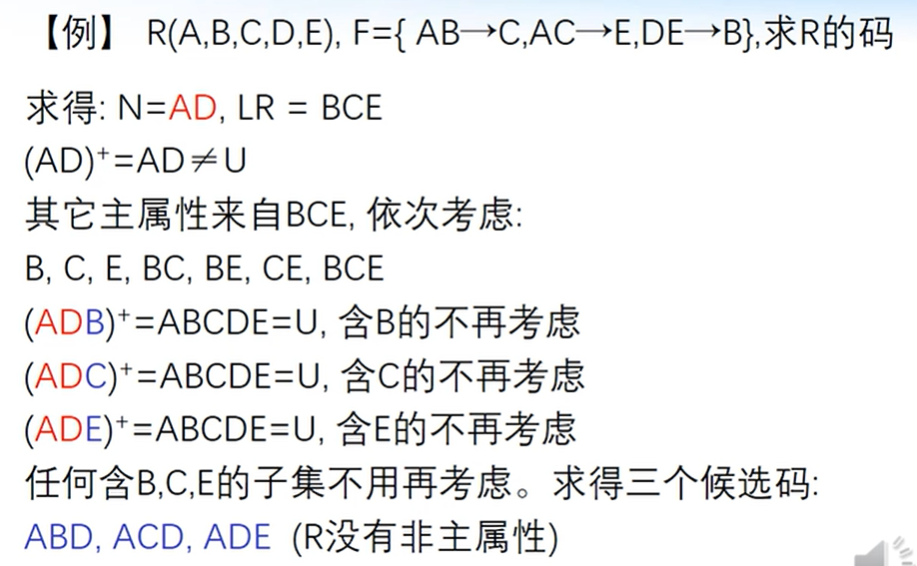 【例】 R(A,B,C,D,E), F={ AB→C,AC→E,DE→B},求R的码
求得: N=AD, LR = BCE
(AD)⁺=AD≠U
其它主属性来自BCE, 依次考虑:
B, C, E, BC, BE, CE, BCE
(ADB)⁺=ABCDE=U, 含B的不再考虑
(ADC)⁺=ABCDE=U, 含C的不再考虑
(ADE)⁺=ABCDE=U, 含E的不再考虑
任何含B,C,E的子集不用再考虑。求得三个候选码:
ABD, ACD, ADE (R没有非主属性)